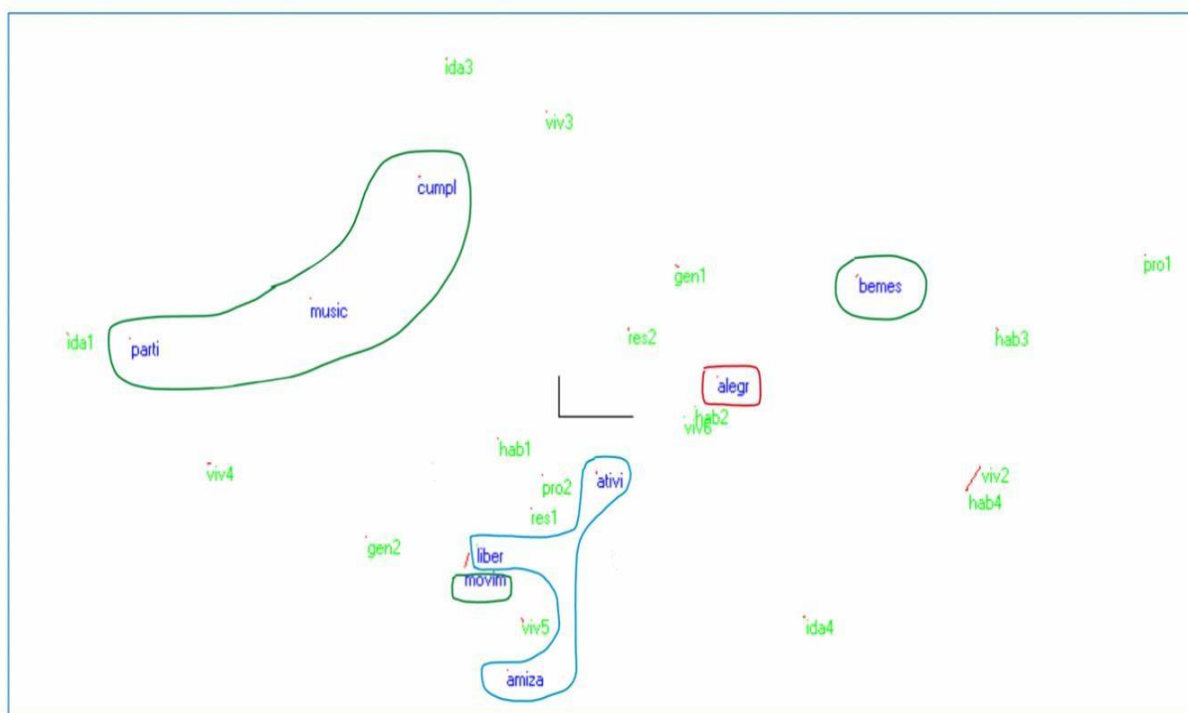 ida3
viv3
cumpl
pro1
gen1
bemes
music
res2
hab3
ida1
parti
alegr
hab2
viv6
hab1
viv4
viv2
ativi
pro2
hab4
res1
gen2
liber
movim
viv5
ida4
amiza